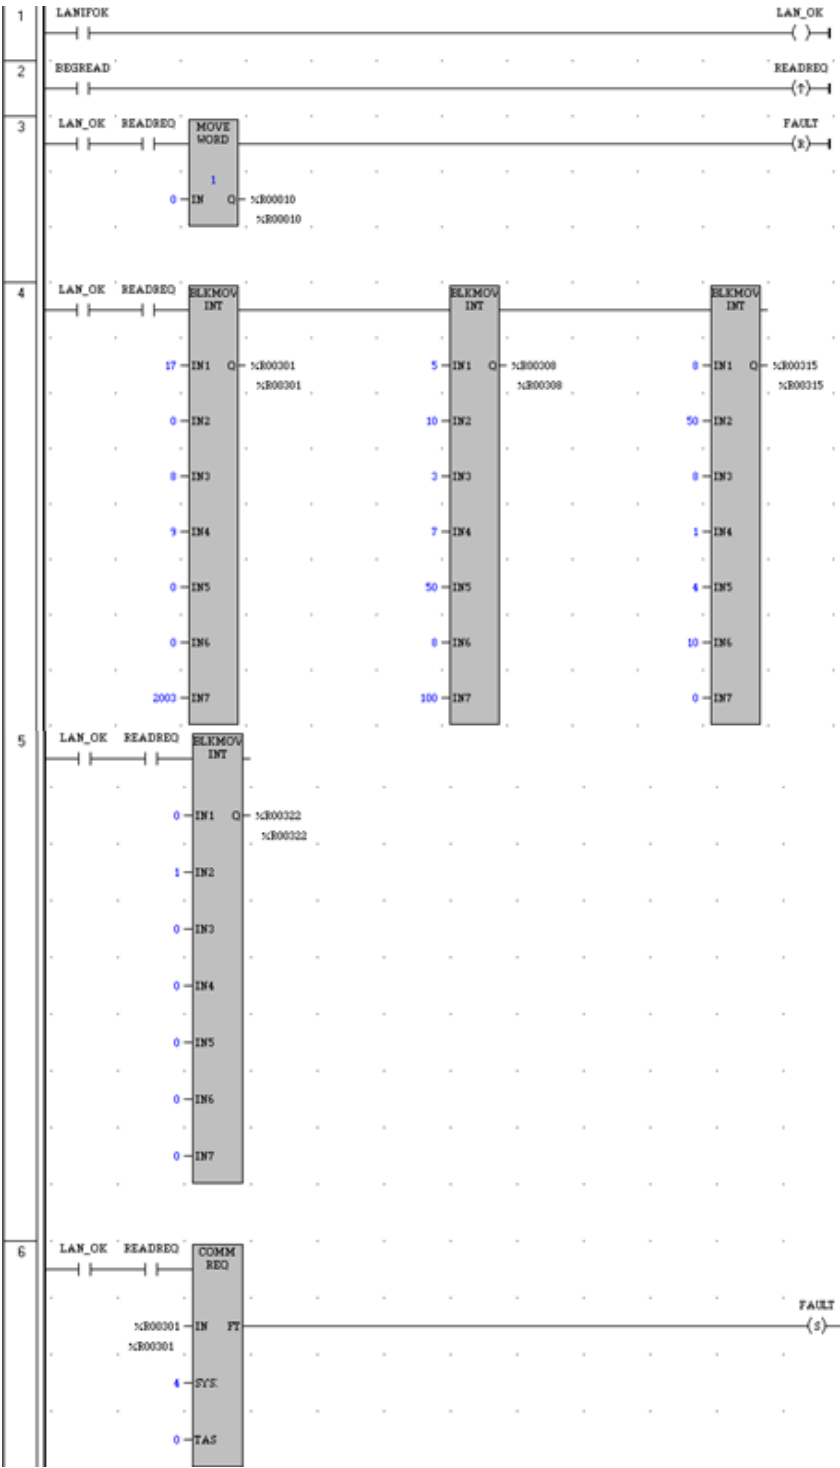 1
LANIFOK LAN_OK
2
BEGREAD READREQ
(↑)
3
LAN_OK READREQ MOVE WORD FAULT
(R)
1
0 IN Q %R00010
%R00010
4
LAN_OK READREQ BLKMOV INT BLKMOV INT BLKMOV INT
17 IN1 Q %R00301 5 IN1 Q %R00308 8 IN1 Q %R00315
%R00301 %R00308 %R00315
0 IN2 10 IN2 50 IN2
8 IN3 3 IN3 8 IN3
9 IN4 7 IN4 1 IN4
0 IN5 50 IN5 4 IN5
0 IN6 8 IN6 10 IN6
2003 IN7 100 IN7 0 IN7
5
LAN_OK READREQ BLKMOV INT
0 IN1 Q %R00322
%R00322
1 IN2
0 IN3
0 IN4
0 IN5
0 IN6
0 IN7
6
LAN_OK READREQ COMM REQ
FAULT
%R00301 IN FT (S)
%R00301
4 SYS
0 TAS